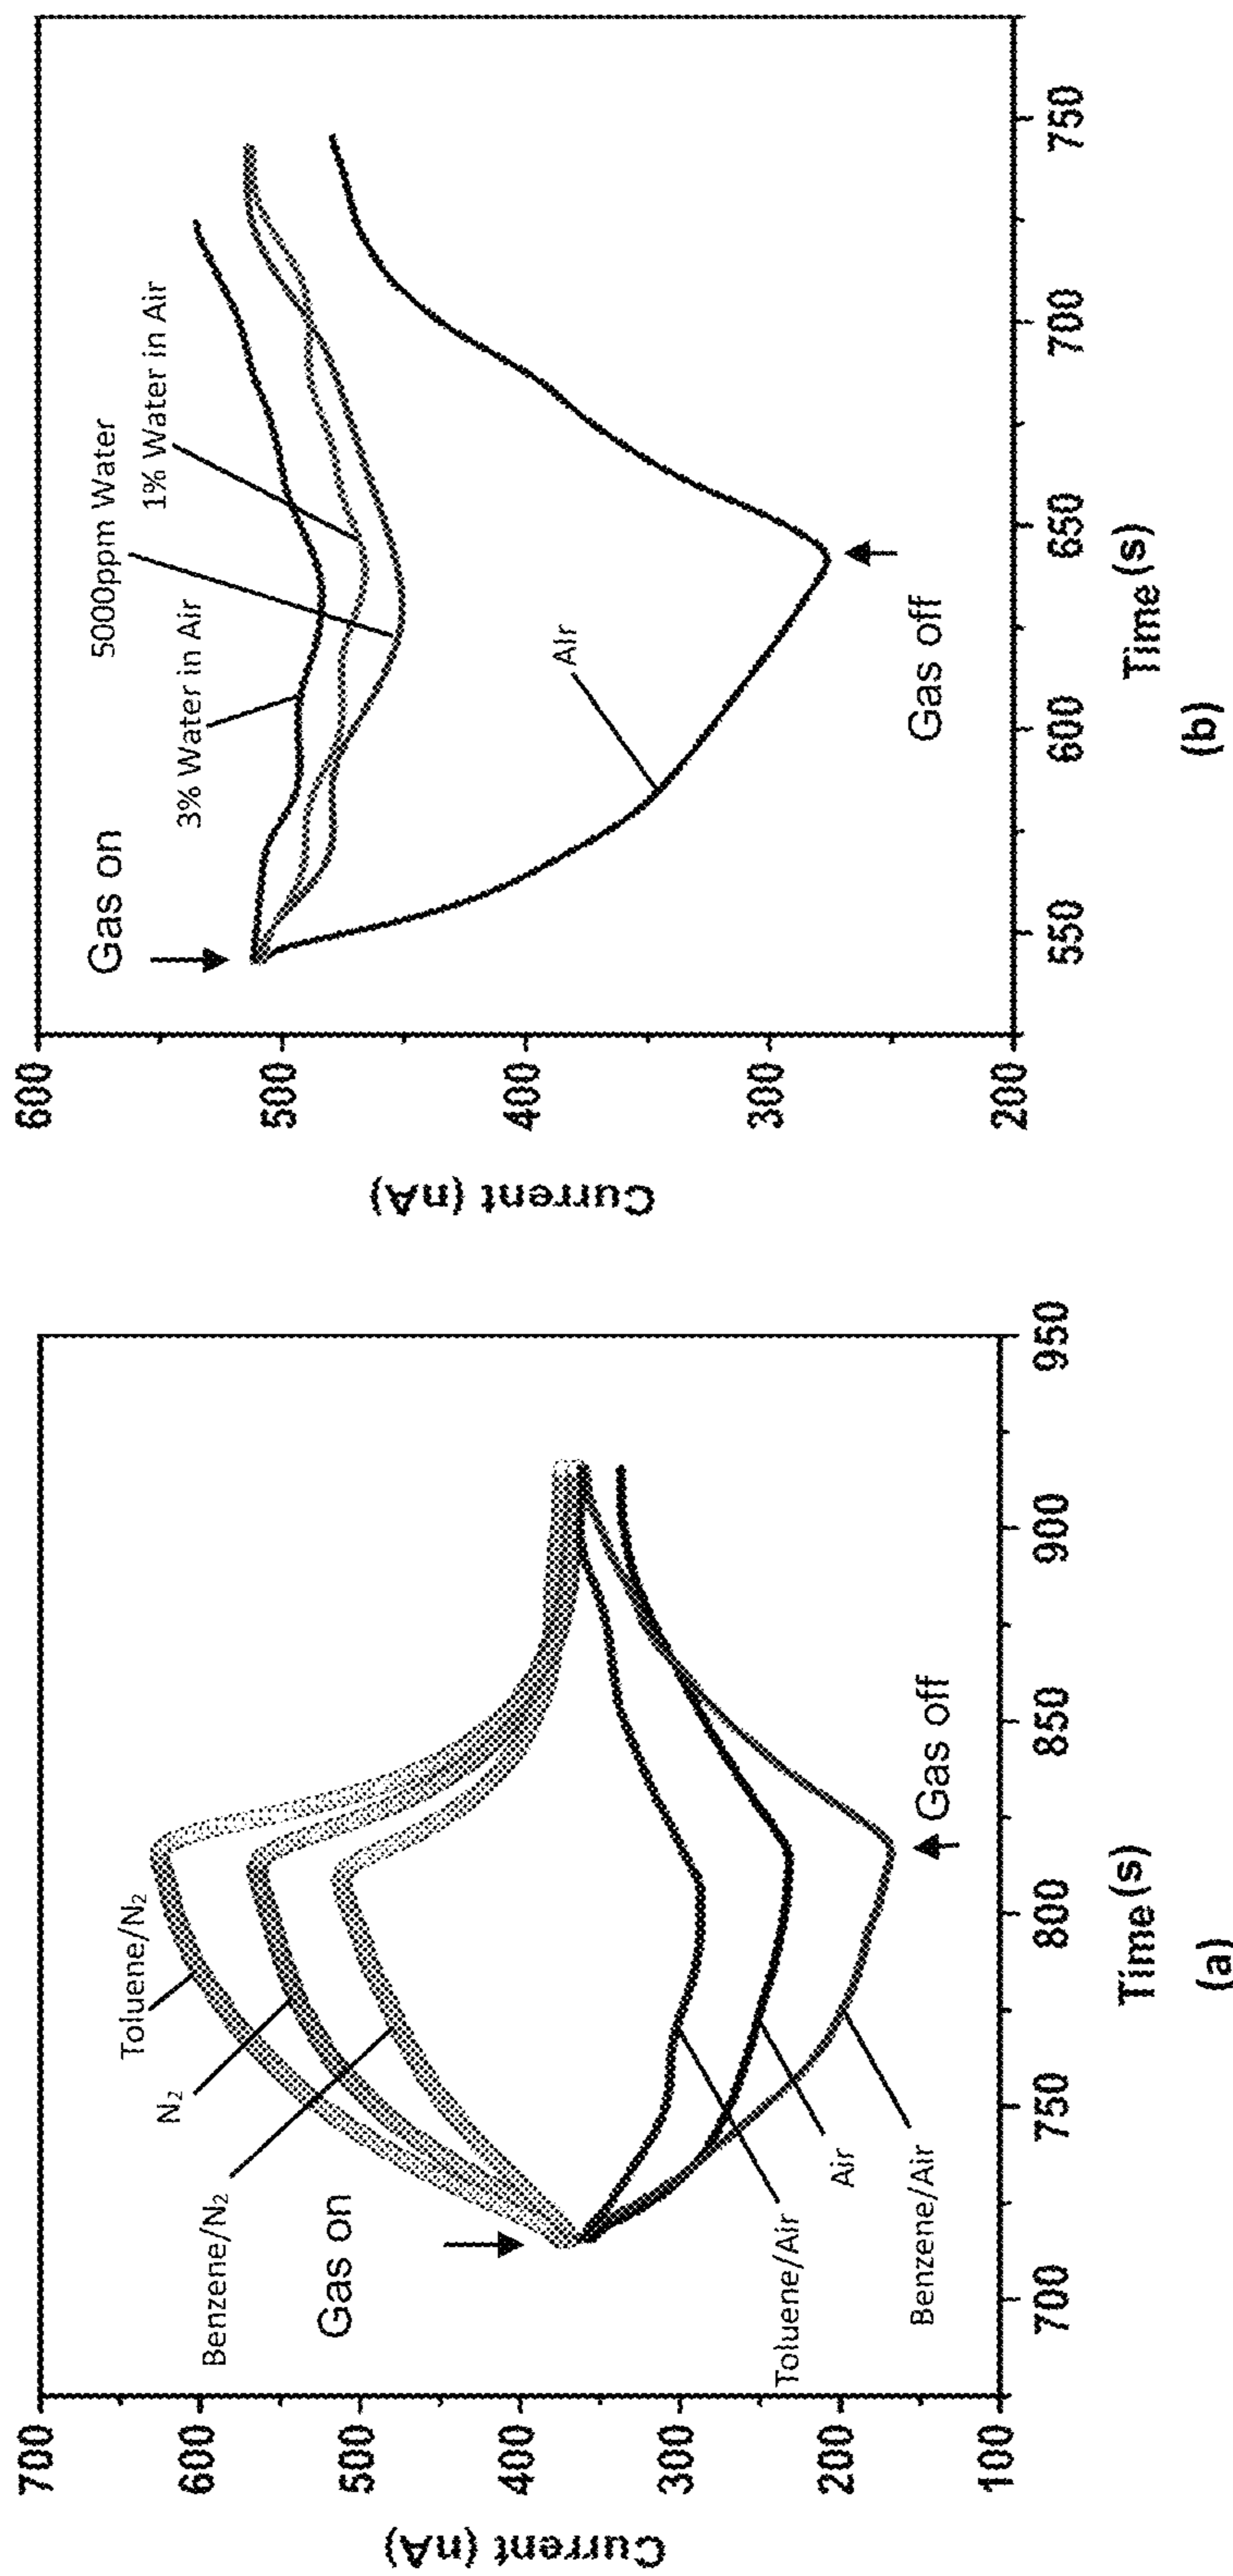 Current (nA)
700
600
500
400
300
200
100
Toluene/N₂
N₂
Benzene/N₂
Gas on
Toluene/Air
Air
Benzene/Air
Gas off
700
750
800
850
900
950
Time (s)
(a)
Current (nA)
600
500
400
300
200
Gas on
3% Water in Air
5000ppm Water
1% Water in Air
Air
Gas off
550
600
650
700
750
Time (s)
(b)